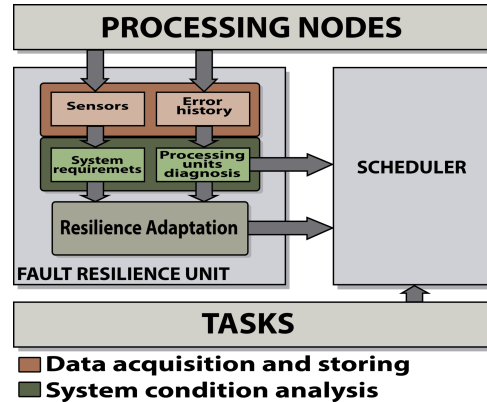 PROCESSING NODES
Sensors
Error
history
System
requiremets
Processing
units
diagnosis
SCHEDULER
Resilience Adaptation
FAULT RESILIENCE UNIT
TASKS
Data acquisition and storing
System condition analysis